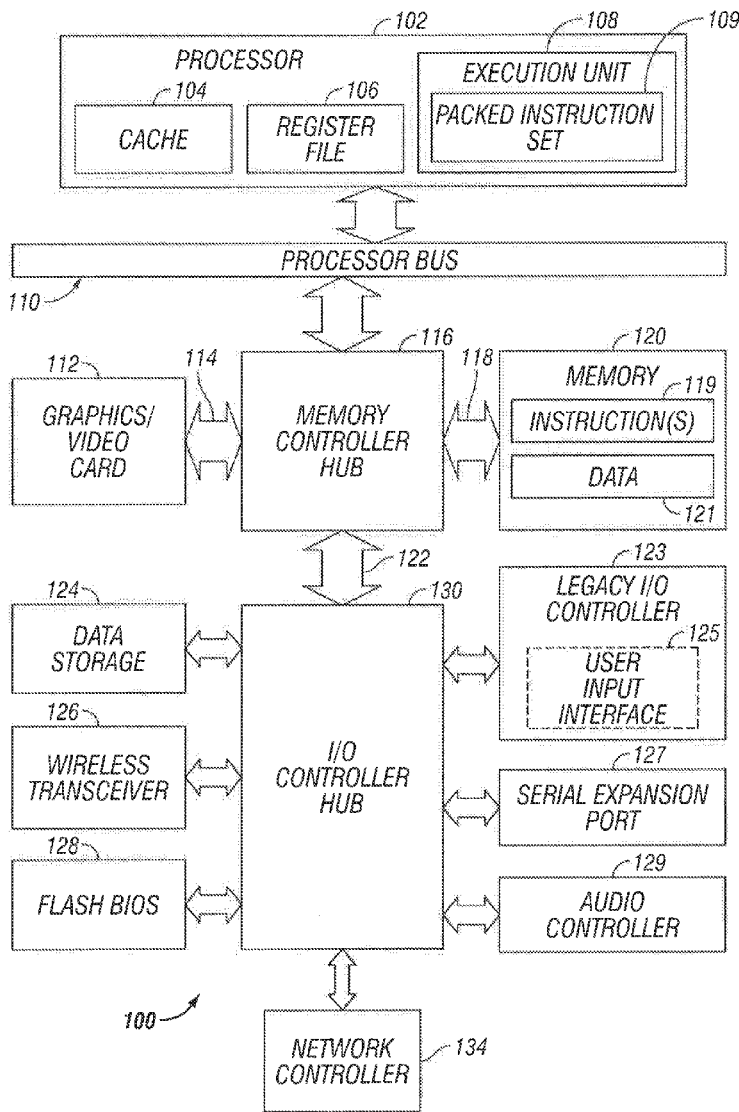 102
108
109
PROCESSOR
EXECUTION UNIT
104
106
CACHE
REGISTER
FILE
PACKED INSTRUCTION
SET
PROCESSOR BUS
110
112
114
116
118
120
GRAPHICS/
VIDEO
CARD
MEMORY
CONTROLLER
HUB
MEMORY
119
INSTRUCTION(S)
DATA
121
122
124
130
123
DATA
STORAGE
LEGACY I/O
CONTROLLER
125
USER
INPUT
INTERFACE
126
WIRELESS
TRANSCEIVER
I/O
CONTROLLER
HUB
127
SERIAL EXPANSION
PORT
128
FLASH BIOS
129
AUDIO
CONTROLLER
100
NETWORK
CONTROLLER
134